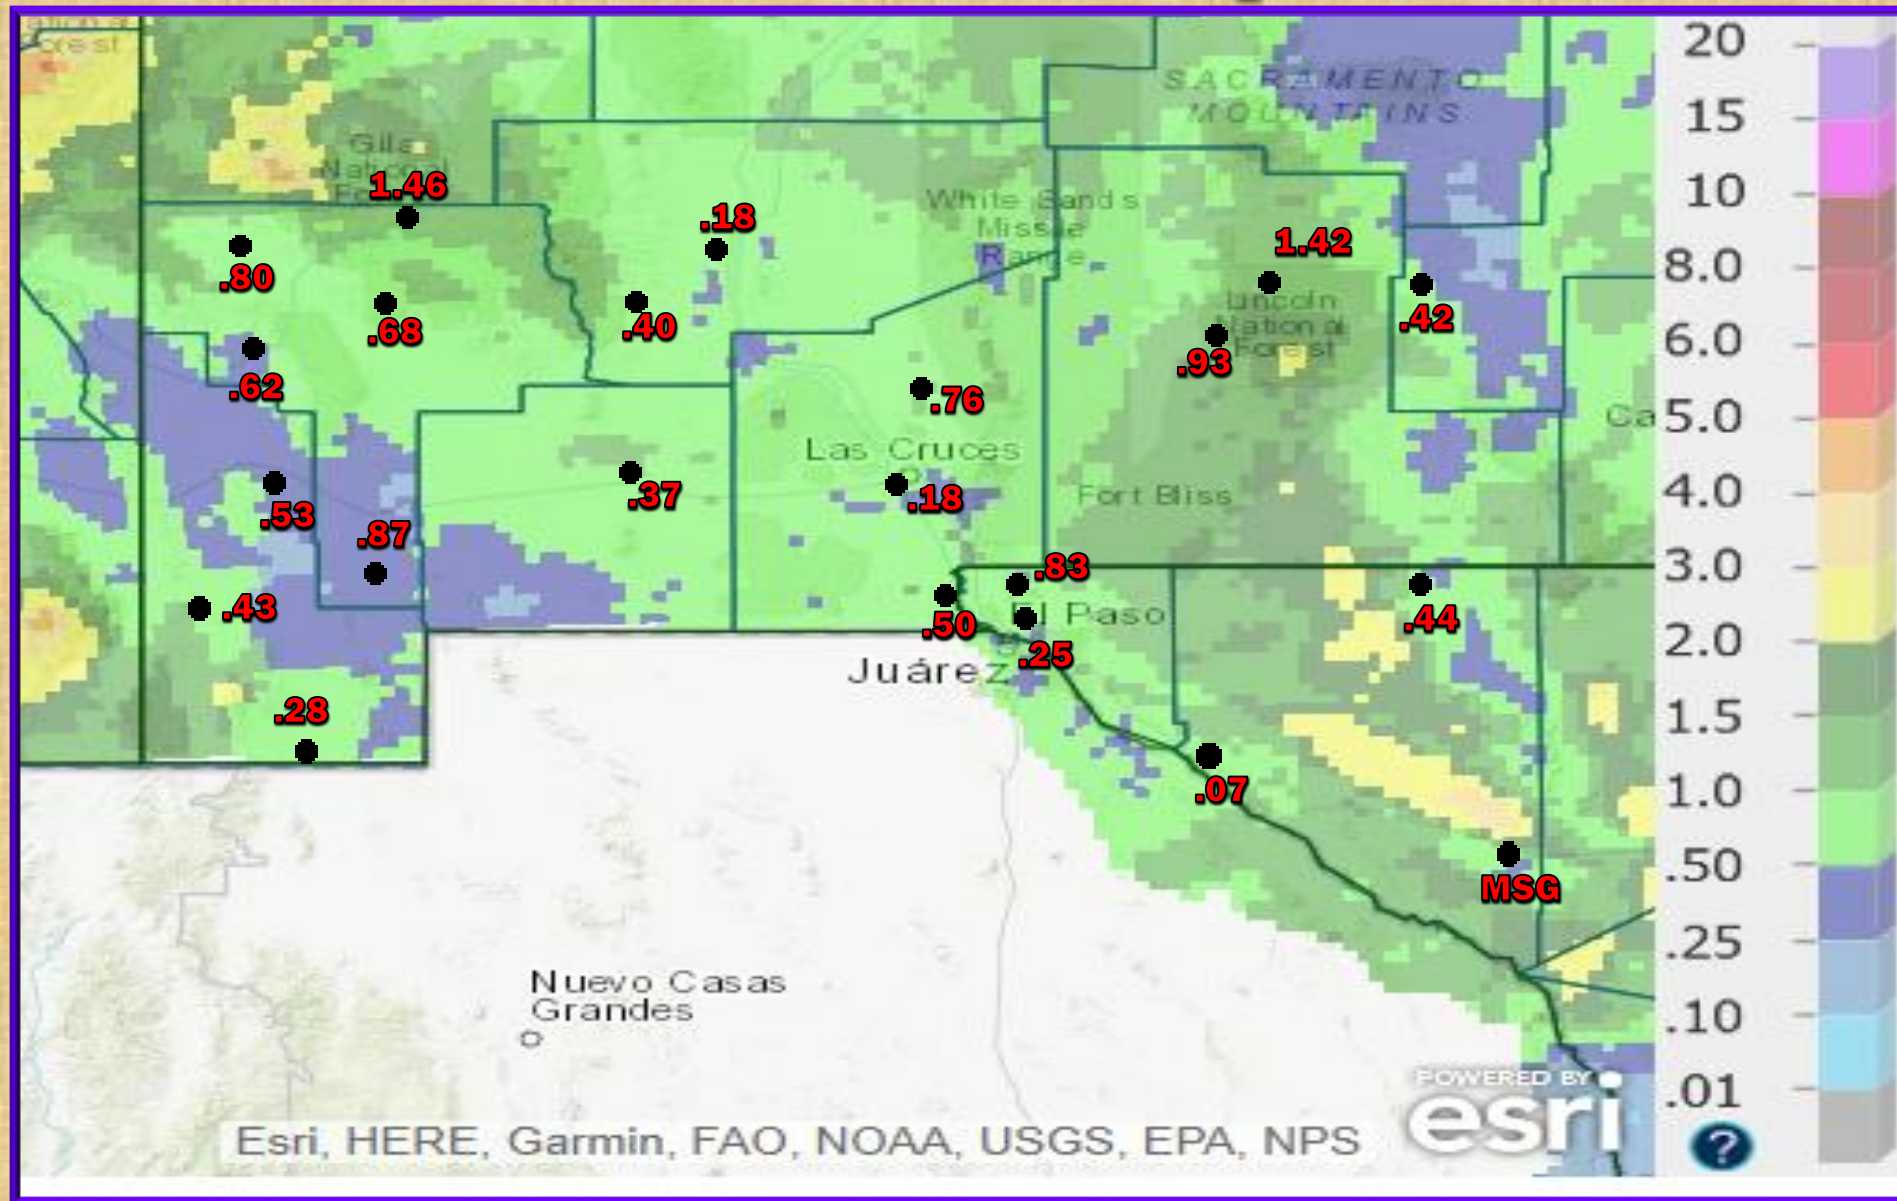 National
Forest
20
SACRAMENTO
MOUNTAINS
15
Gila
National
Forest
1.46
10
White Sands
Missile
Range
.18
1.42
.80
8.0
Lincoln
National
Forest
.68
.40
.42
6.0
.93
.62
.76
Ca
5.0
Las Cruces
.53
.37
.18
Fort Bliss
4.0
.87
.83
3.0
.43
.50
El Paso
.44
2.0
Juárez
.25
.28
1.5
.07
1.0
.50
MSG
.25
Nuevo Casas
Grandes
.10
POWERED BY
esri
.01
Esri, HERE, Garmin, FAO, NOAA, USGS, EPA, NPS
?